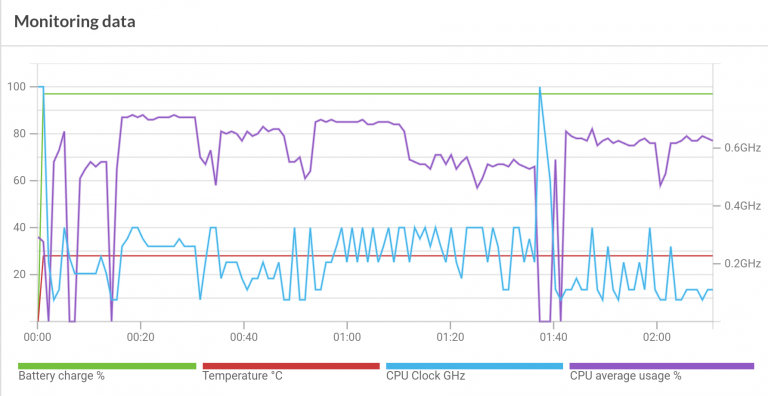 Monitoring data
100
80
60
40
20
0.6GHz
0.4GHz
0.2GHz
00:00 00:20 00:40 01:00 01:20 01:40 02:00
Battery charge % Temperature °C CPU Clock GHz CPU average usage %